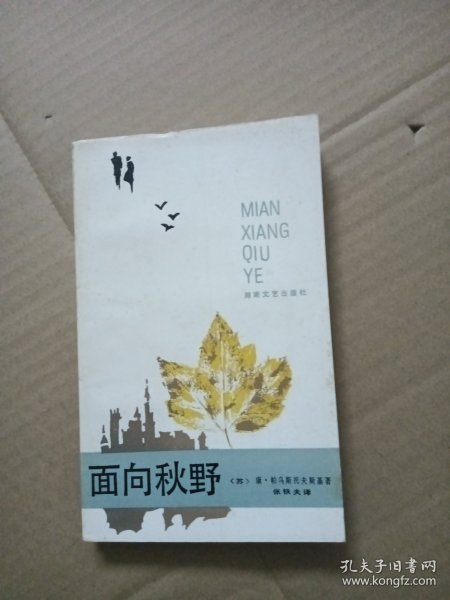 MIAN
XIANG
QIU
YE
湖南文艺出版社
面向秋野
〈苏〉康·帕乌斯托夫斯基著
张铁夫译
孔夫子旧书网
www.kongfz.com